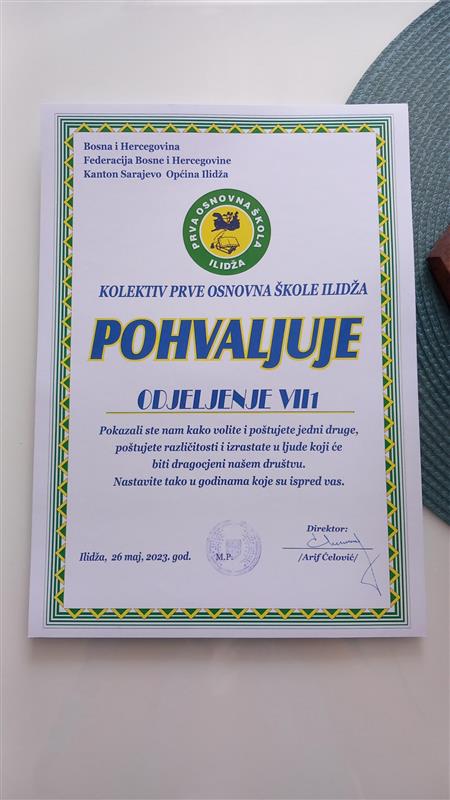 Bosna i Hercegovina
Federacija Bosne i Hercegovine
Kanton Sarajevo Općina Ilidža
PRVA OSNOVNA ŠKOLA
ILIDŽA
KOLEKTIV PRVE OSNOVNA ŠKOLE ILIDŽA
POHVALJUJE
ODJELJENJE VII1
Pokazali ste nam kako volite i poštujete jedni druge,
poštujete različitosti i izrastate u ljude koji će
biti dragocjeni našem društvu.
Nastavite tako u godinama koje su ispred vas.
Direktor:
Ilidža, 26 maj, 2023. god.
M.P.
/Arif Čelović/